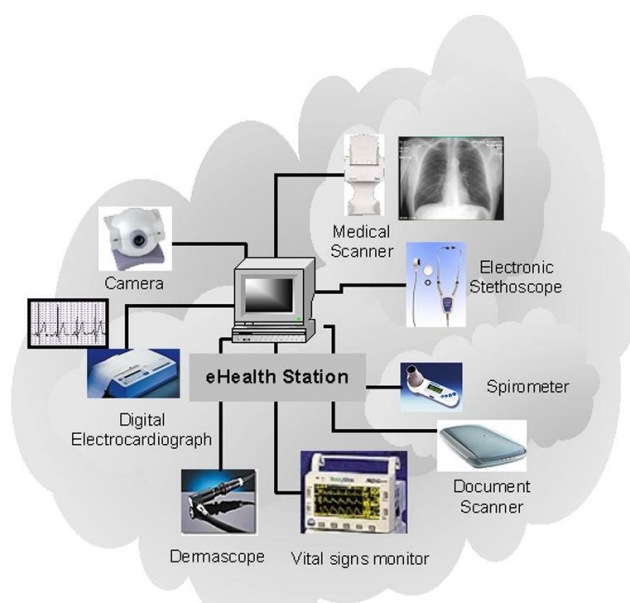 Medical
Scanner
Camera
Electronic
Stethoscope
eHealth Station
Spirometer
Digital
Electrocardiograph
Document
Scanner
Dermascope
Vital signs monitor